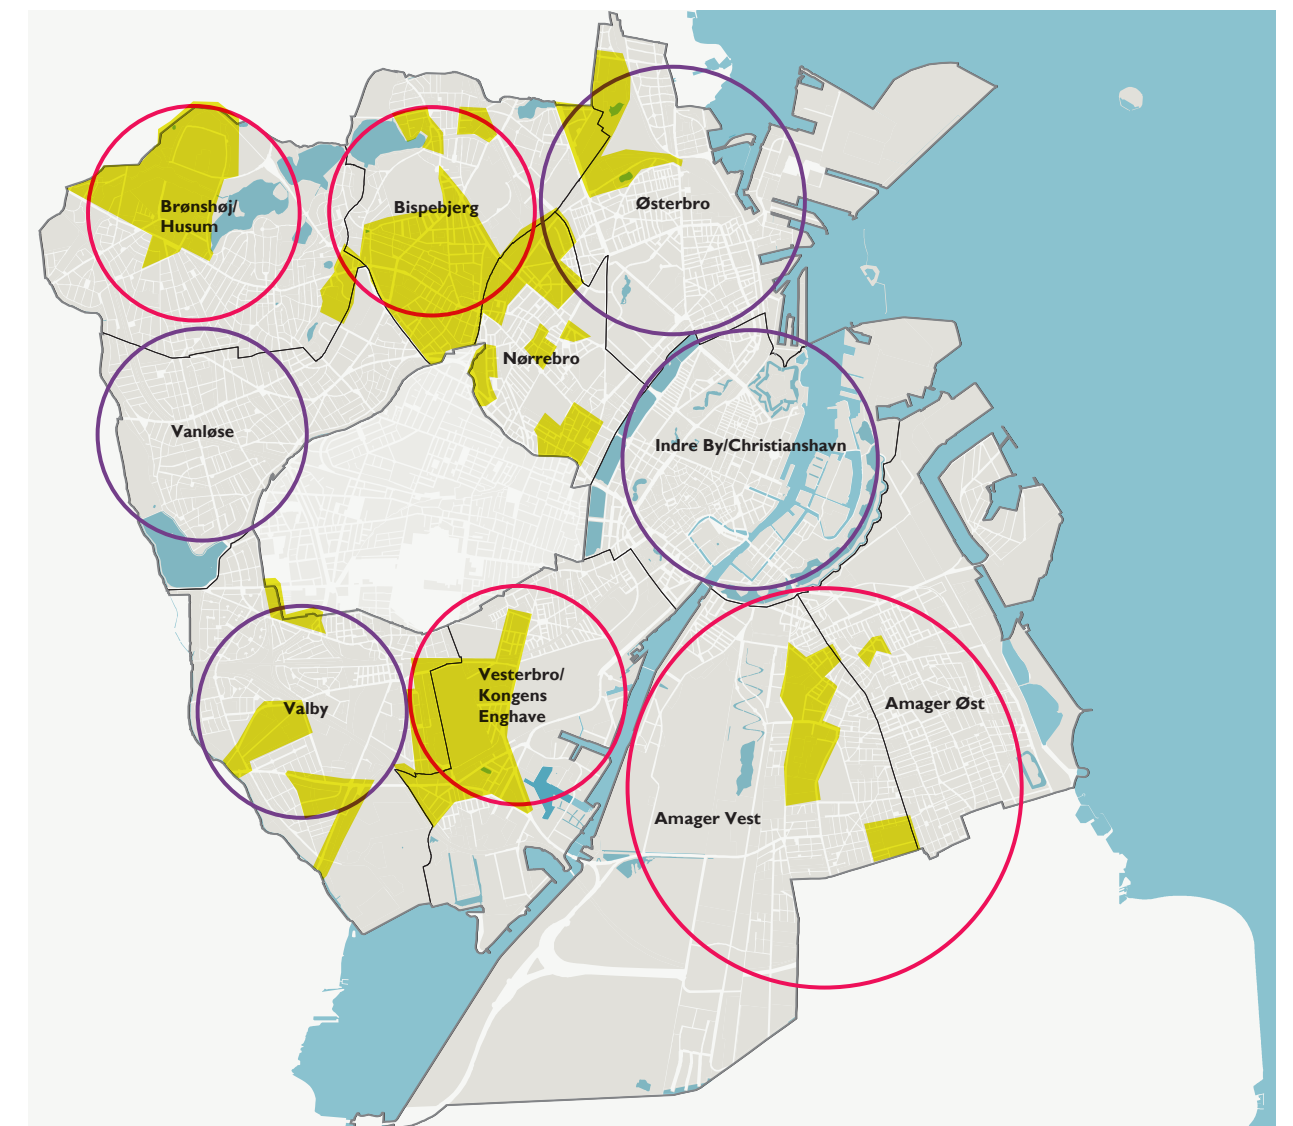 Brønshøj/
Husum
Bispebjerg
Østerbro
Nørrebro
Vanløse
Indre By/Christianshavn
Vesterbro/
Kongens
Enghave
Valby
Amager Øst
Amager Vest